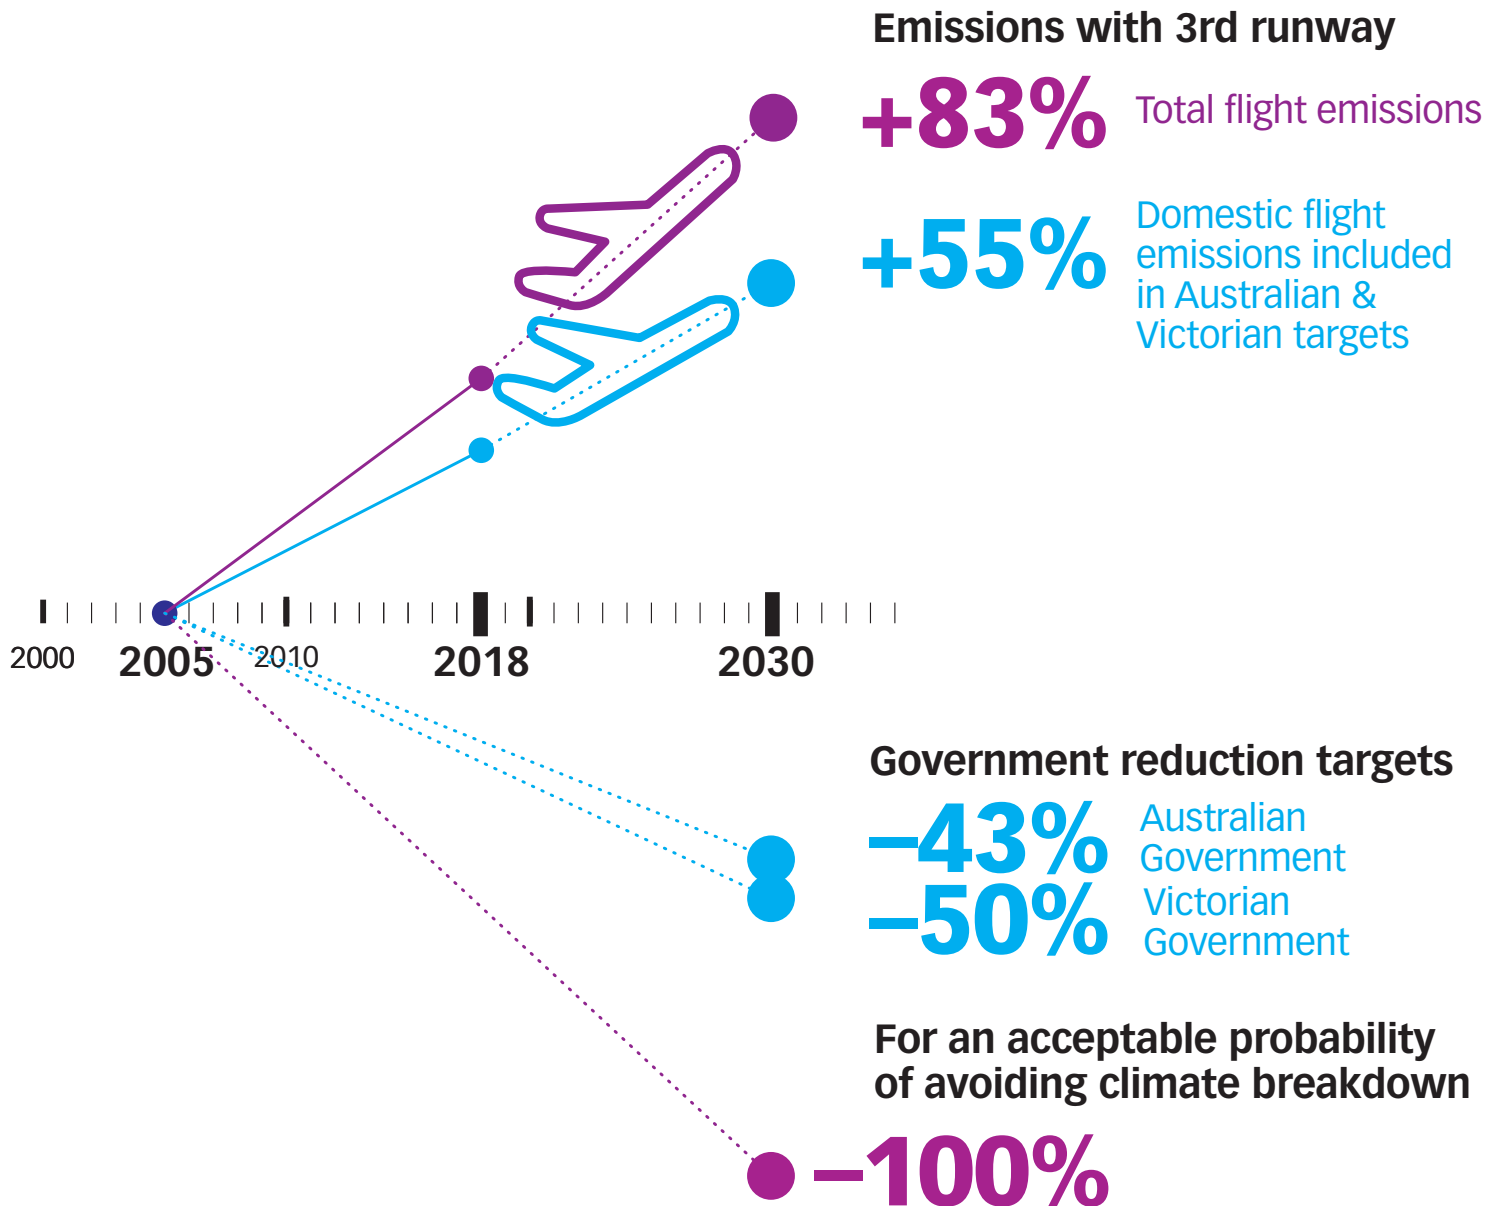 Emissions with 3rd runway
+83%
Total flight emissions
+55%
Domestic flight
emissions included
in Australian &
Victorian targets
2000
2005
2010
2018
2030
Government reduction targets
–43%
Australian
Government
–50%
Victorian
Government
For an acceptable probability
of avoiding climate breakdown
–100%